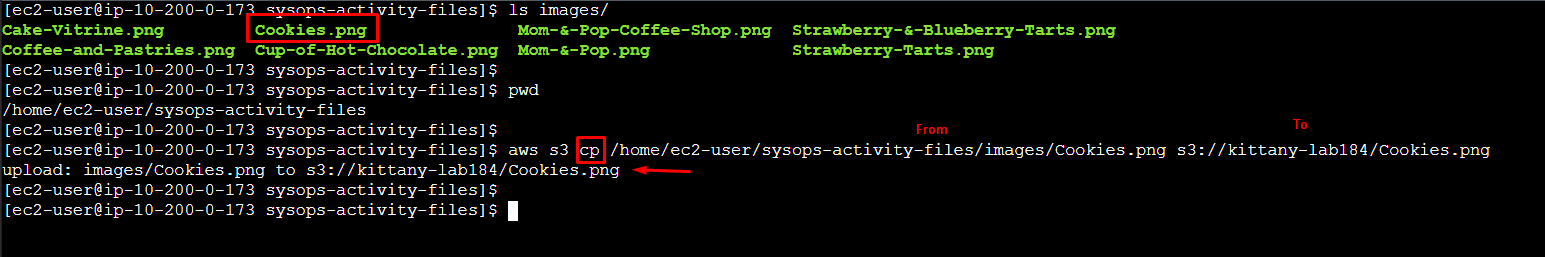 [ec2-user@ip-10-200-0-173 sysops-activity-files]$ ls images/
Cake-Vitrine.png Cookies.png Mom-&-Pop-Coffee-Shop.png Strawberry-&-Blueberry-Tarts.png
Coffee-and-Pastries.png Cup-of-Hot-Chocolate.png Mom-&-Pop.png Strawberry-Tarts.png
[ec2-user@ip-10-200-0-173 sysops-activity-files]$
[ec2-user@ip-10-200-0-173 sysops-activity-files]$ pwd
/home/ec2-user/sysops-activity-files
[ec2-user@ip-10-200-0-173 sysops-activity-files]$
From To
[ec2-user@ip-10-200-0-173 sysops-activity-files]$ aws s3 cp /home/ec2-user/sysops-activity-files/images/Cookies.png s3://kittany-lab184/Cookies.png
upload: images/Cookies.png to s3://kittany-lab184/Cookies.png
[ec2-user@ip-10-200-0-173 sysops-activity-files]$
[ec2-user@ip-10-200-0-173 sysops-activity-files]$